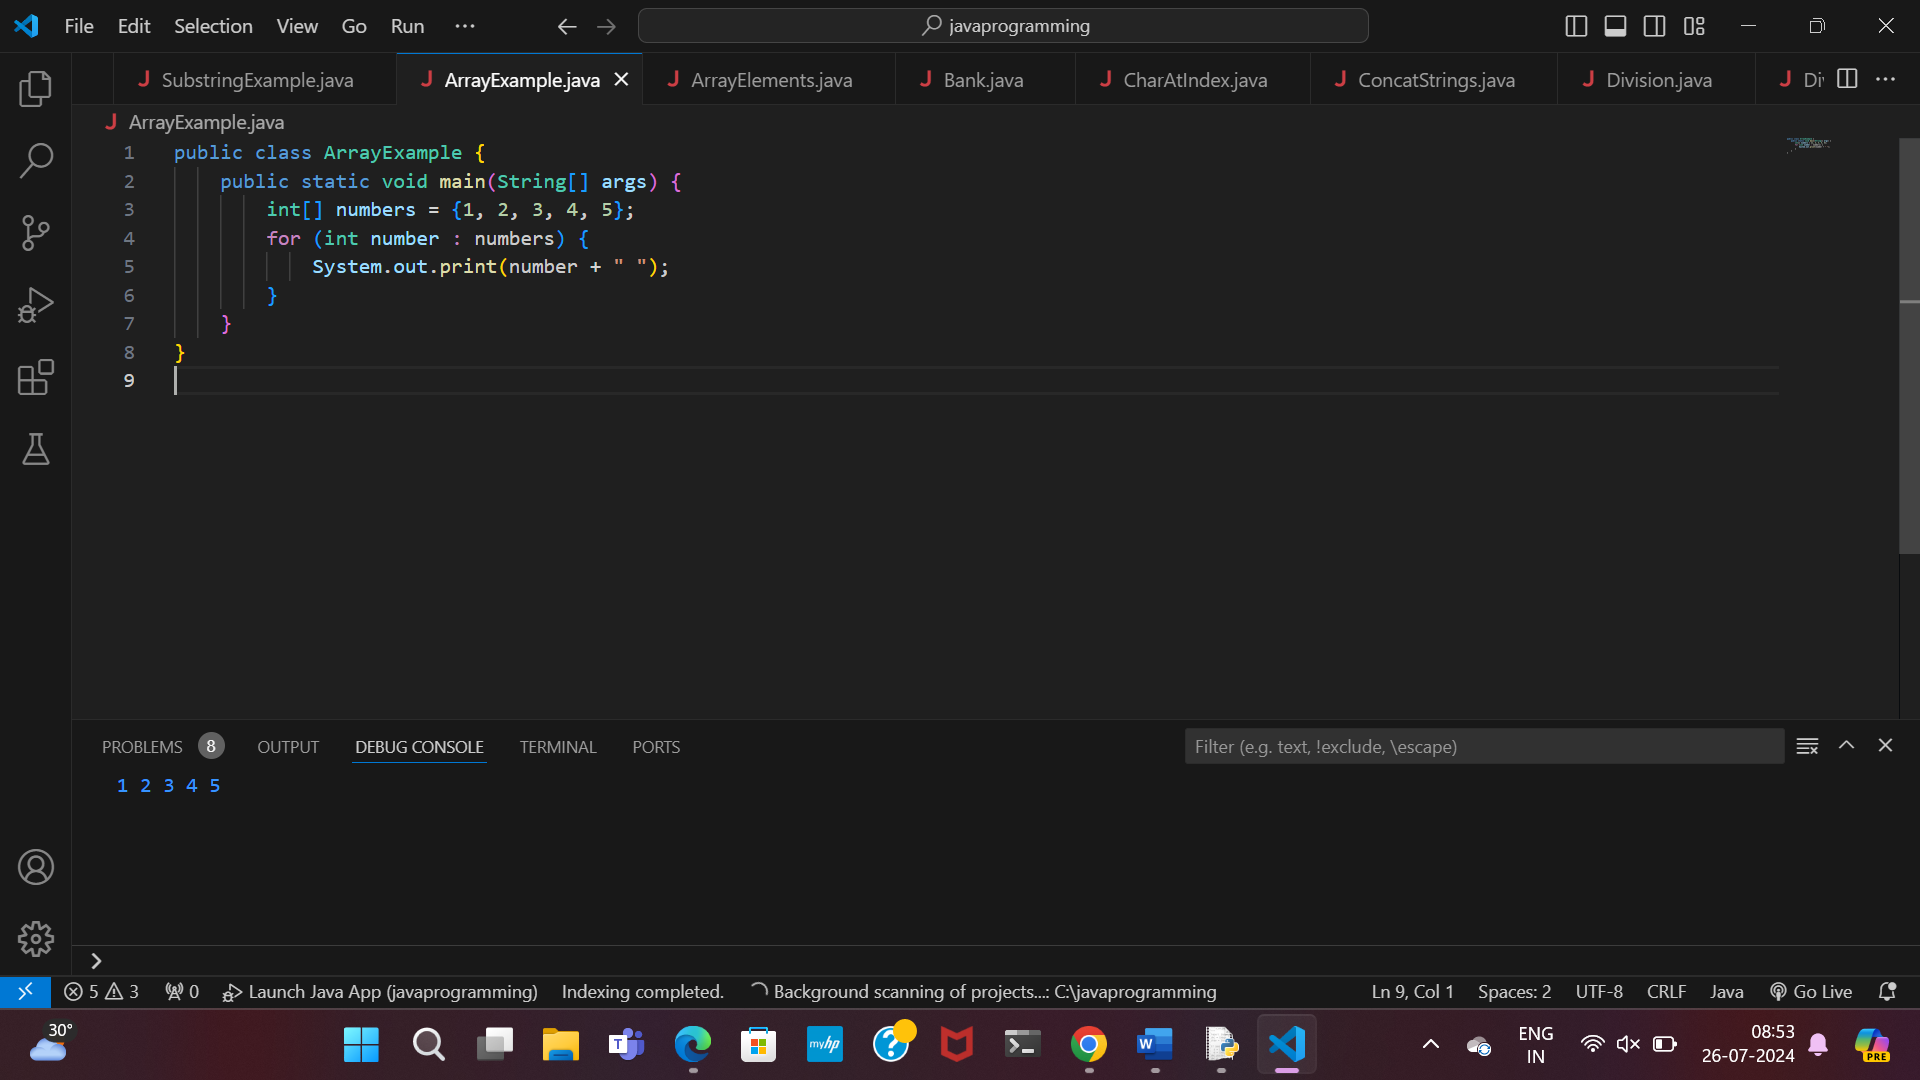 File Edit Selection View Go Run ... javaprogramming
J SubstringExample.java J ArrayExample.java J ArrayElements.java J Bank.java J CharAtIndex.java J ConcatStrings.java J Division.java J Di
J ArrayExample.java
1 public class ArrayExample {
2 public static void main(String[] args) {
3 int[] numbers = {1, 2, 3, 4, 5};
4 for (int number : numbers) {
5 System.out.print(number + " ");
6 }
7 }
8 }
9
PROBLEMS 8 OUTPUT DEBUG CONSOLE TERMINAL PORTS Filter (e.g. text, !exclude, \escape)
1 2 3 4 5
5 3 0 Launch Java App (javaprogramming) Indexing completed. Background scanning of projects...: C:\javaprogramming Ln 9, Col 1 Spaces: 2 UTF-8 CRLF Java Go Live
30° T myhp ? W ENG 08:53
IN 26-07-2024 PRE